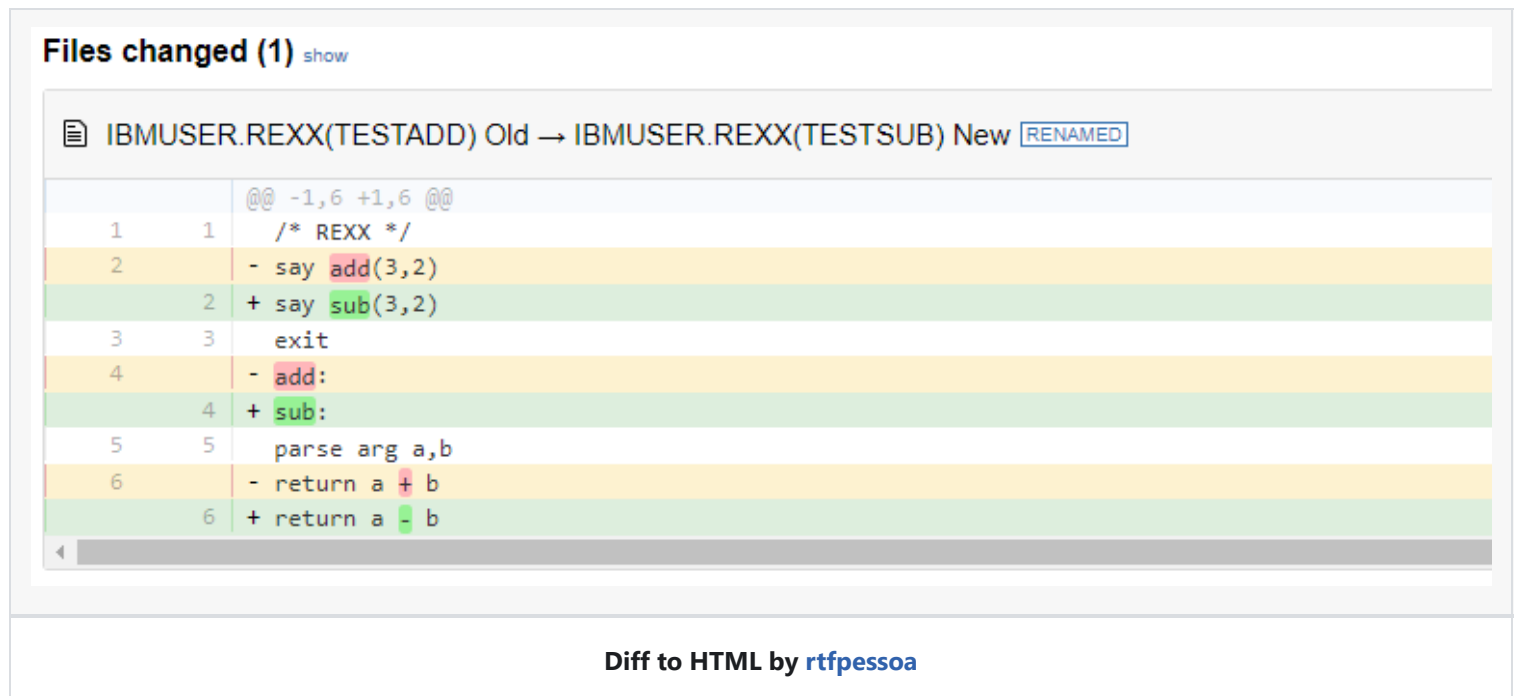 Files changed (1) show
IBMUSER.REXX(TESTADD) Old → IBMUSER.REXX(TESTSUB) New RENAMED
@@ -1,6 +1,6 @@
1 1 /* REXX */
2 - say add(3,2)
2 + say sub(3,2)
3 3 exit
4 - add:
4 + sub:
5 5 parse arg a,b
6 - return a + b
6 + return a - b
Diff to HTML by rtfpessoa